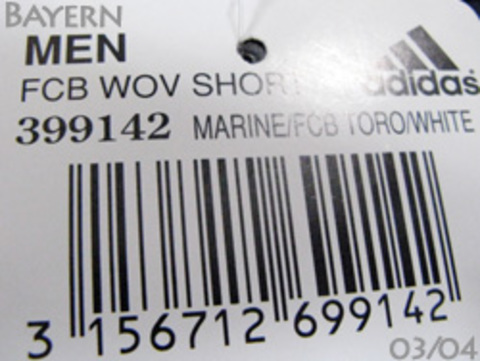 BAYERN
MEN
FCB WOV SHORT adidas
399142 MARINE/FCB TORO/WHITE
3 156712 699142
03/04